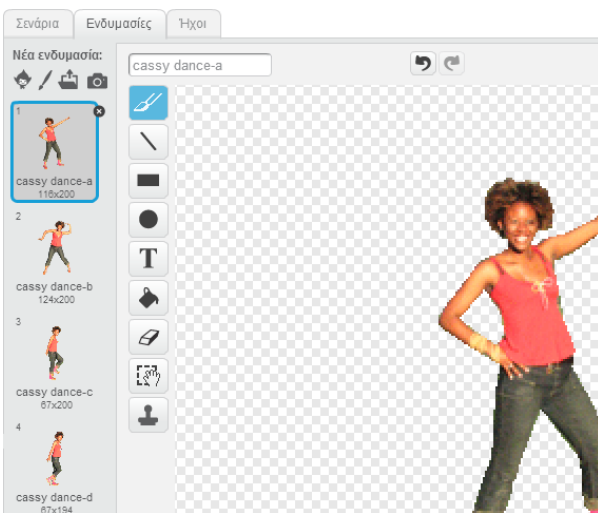 Σενάρια Ενδυμασίες Ήχοι
Νέα ενδυμασία:
cassy dance-a
1
cassy dance-a
116x200
2
cassy dance-b
124x200
3
cassy dance-c
67x200
4
cassy dance-d
67x194
T